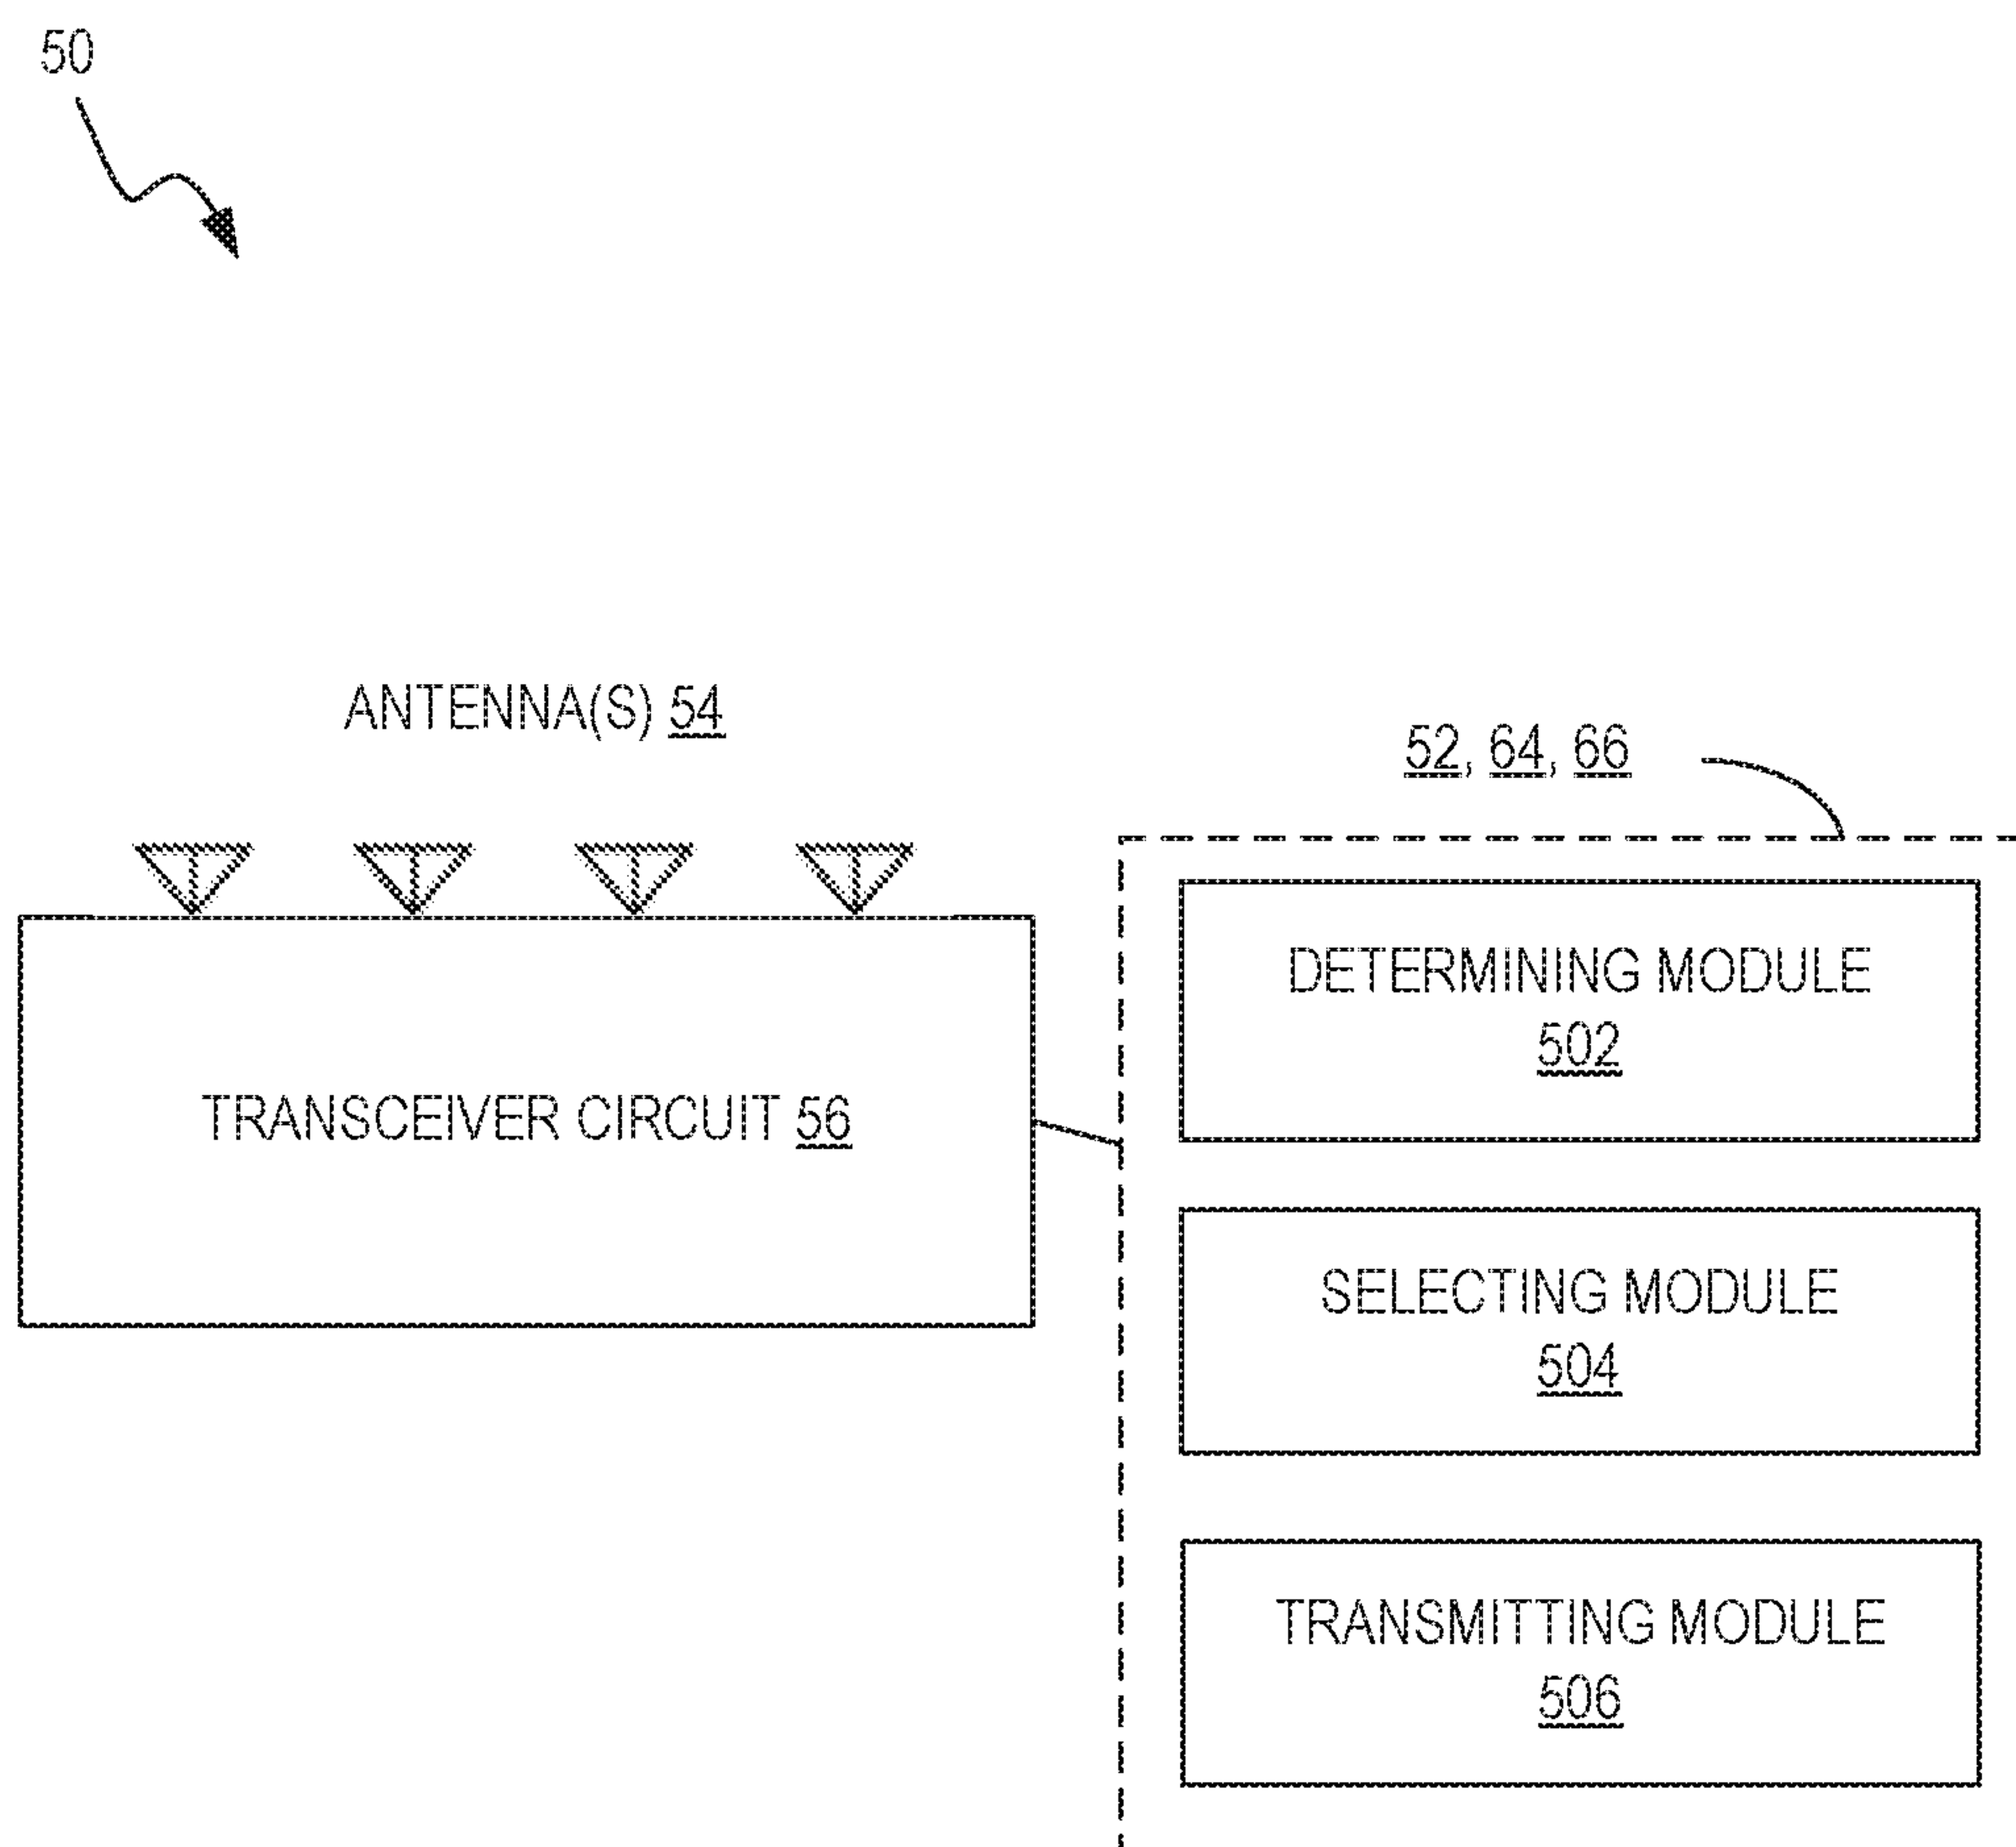 50
ANTENNA(S) 54
52, 64, 66
DETERMINING MODULE
502
TRANSCEIVER CIRCUIT 56
SELECTING MODULE
504
TRANSMITTING MODULE
506